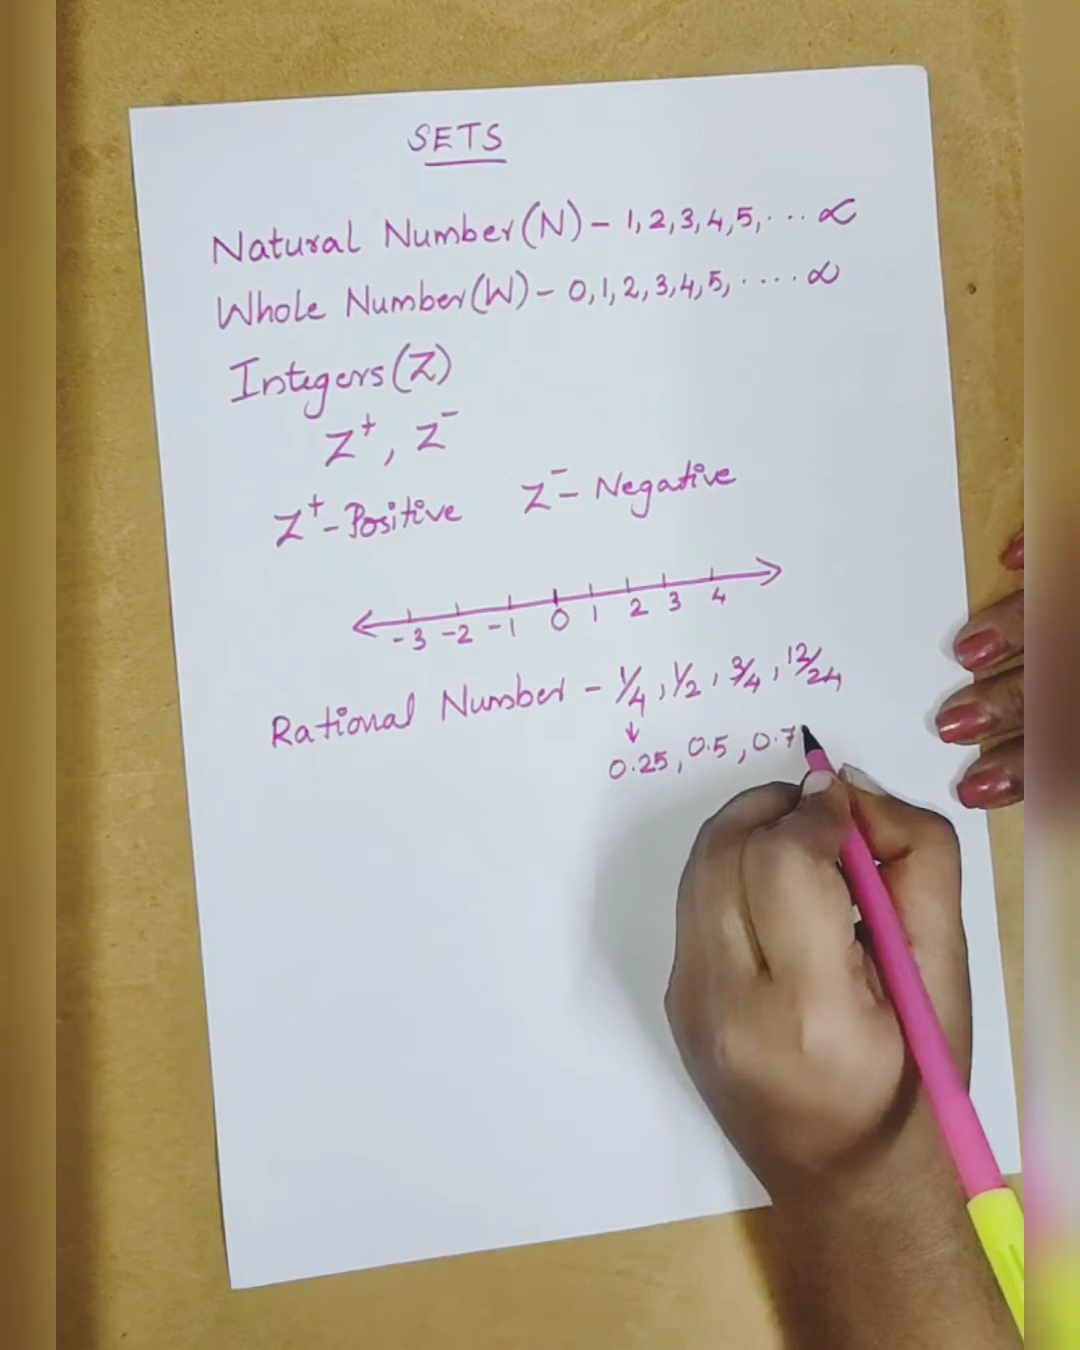 SETS
Natural Number(N) - 1, 2, 3, 4, 5, ... ∝
Whole Number(W) - 0, 1, 2, 3, 4, 5, .... ∞
Integers(Z)
Z⁺, Z⁻
Z⁺ - Positive Z⁻ - Negative
-3 -2 -1 0 1 2 3 4
Rational Number - 1/4, 1/2, 3/4, 12/24
↓
0.25, 0.5, 0.7